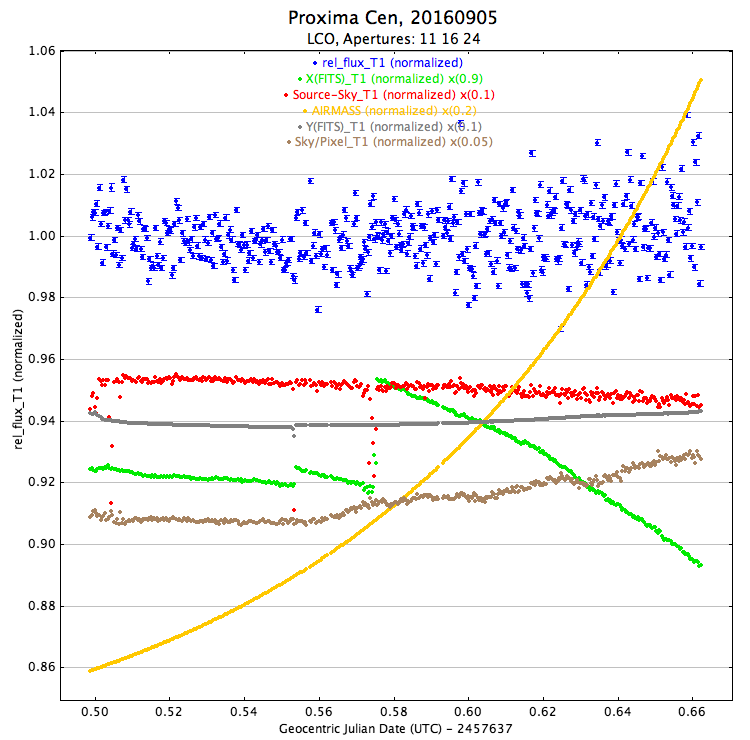 Proxima Cen, 20160905
LCO, Apertures: 11 16 24
rel_flux_T1 (normalized)
X(FITS)_T1 (normalized) x(0.9)
Source-Sky_T1 (normalized) x(0.1)
AIRMASS (normalized) x(0.2)
Y(FITS)_T1 (normalized) x(0.1)
Sky/Pixel_T1 (normalized) x(0.05)
rel_flux_T1 (normalized)
1.06
1.04
1.02
1.00
0.98
0.96
0.94
0.92
0.90
0.88
0.86
0.50 0.52 0.54 0.56 0.58 0.60 0.62 0.64 0.66
Geocentric Julian Date (UTC) - 2457637